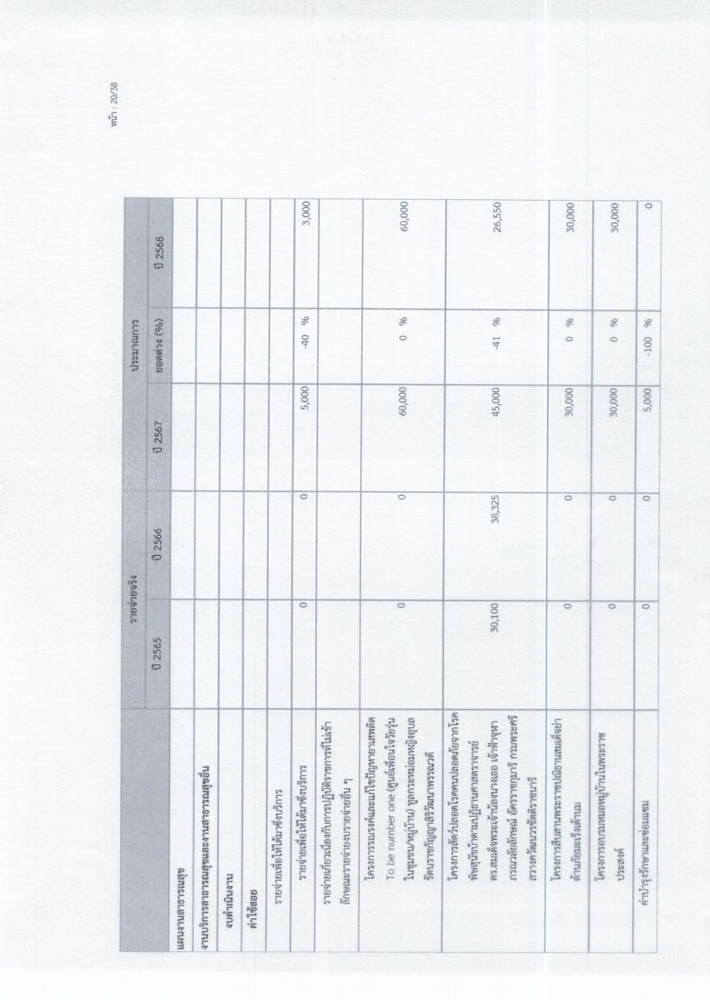 หน้า : 20/38
รายจ่ายจริง ประมาณการ
ปี 2565 ปี 2566 ปี 2567 ยอดต่าง (%) ปี 2568
แผนงานสาธารณสุข
งานบริการสาธารณสุขและงานสาธารณสุขอื่น
งบดำเนินงาน
ค่าใช้สอย
รายจ่ายเพื่อให้ได้มาซึ่งบริการ
รายจ่ายเพื่อให้ได้มาซึ่งบริการ 0 0 5,000 -40 % 3,000
รายจ่ายเกี่ยวเนื่องกับการปฏิบัติราชการที่ไม่เข้า
ลักษณะรายจ่ายงบรายจ่ายอื่น ๆ
โครงการรณรงค์และแก้ไขปัญหายาเสพติด 0 0 60,000 0 % 60,000
To be number one (ศูนย์เพื่อนใจวัยรุ่น
ในชุมชน/หมู่บ้าน) ทูลกระหม่อมหญิงอุบล
รัตนราชกัญญาสิริวัฒนาพรรณวดี
โครงการสัตว์ปลอดโรคคนปลอดภัยจากโรค 30,100 38,325 45,000 -41 % 26,550
พิษสุนัขบ้าตามปฏิธานศาสตราจารย์
ดร.สมเด็จพระเจ้าน้องนางเธอ เจ้าฟ้าจุฬา
ภรณวลัยลักษณ์ อัครราชกุมารี กรมพระศรี
สวางควัฒนวรขัตติราชนารี
โครงการสืบสานพระราชปณิธานสมเด็จย่า 0 0 30,000 0 % 30,000
ต้านภัยมะเร็งเต้านม
โครงการอบรมหมอหมู่บ้านในพระราช 0 0 30,000 0 % 30,000
ประสงค์
ค่าบำรุงรักษาและซ่อมแซม 0 0 5,000 -100 % 0